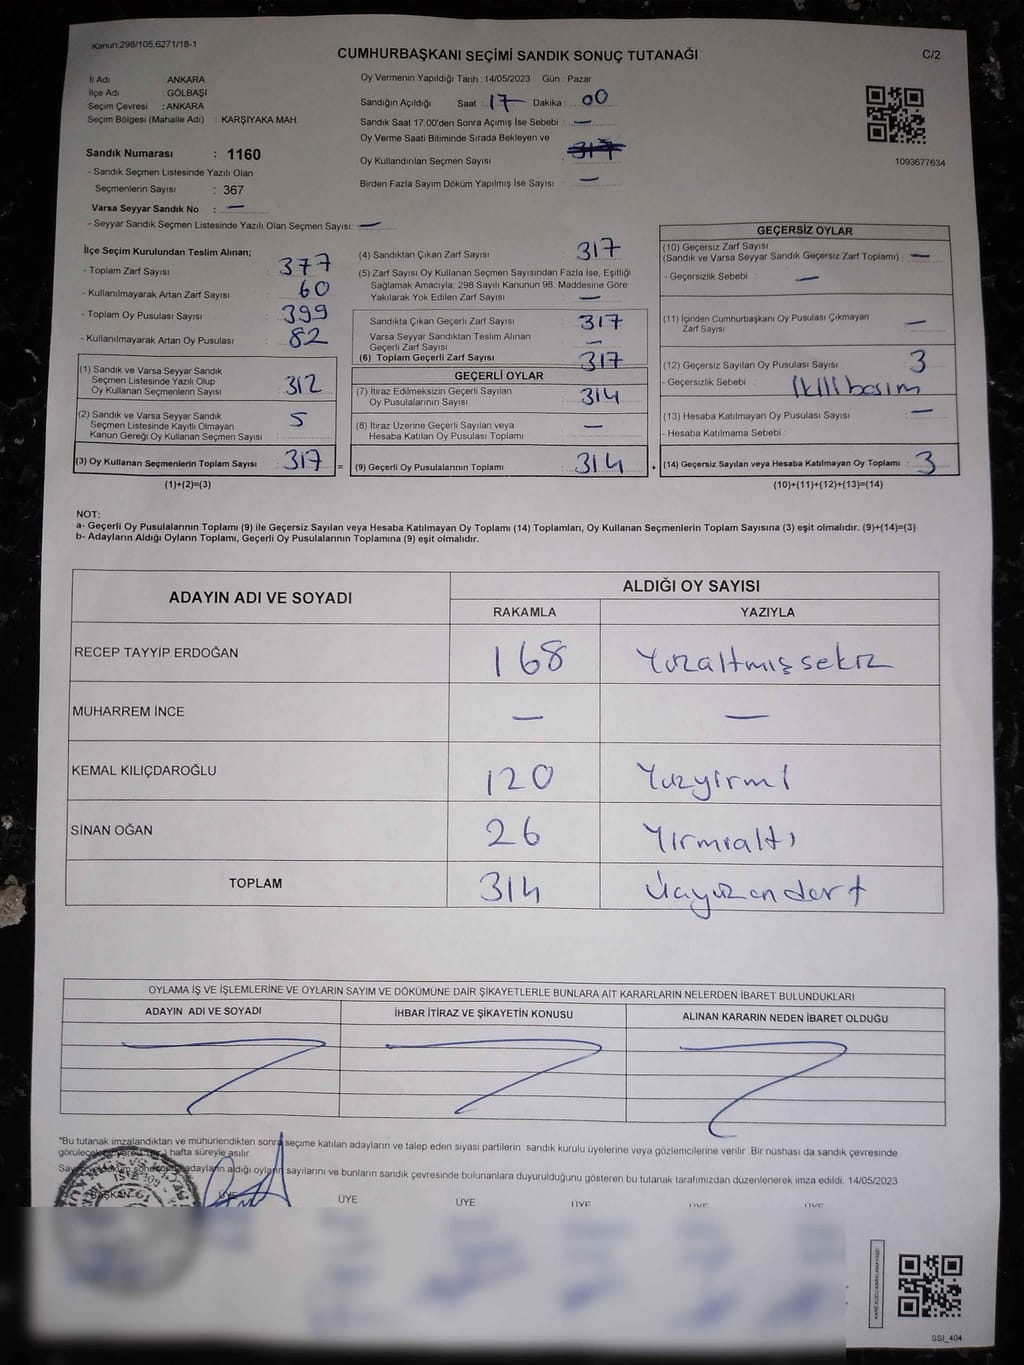 Kanun.298/105,6271/18-1
CUMHURBAŞKANI SEÇİMİ SANDIK SONUÇ TUTANAĞI
C/2
İl Adı : ANKARA
İlçe Adı : GÖLBAŞI
Seçim Çevresi : ANKARA
Seçim Bölgesi (Mahalle Adı) : KARŞIYAKA MAH.
Sandık Numarası : 1160
- Sandık Seçmen Listesinde Yazılı Olan
Seçmenlerin Sayısı : 367
Varsa Seyyar Sandık No : —
- Seyyar Sandık Seçmen Listesinde Yazılı Olan Seçmen Sayısı: —
Oy Vermenin Yapıldığı Tarih : 14/05/2023 Gün : Pazar
Sandığın Açıldığı Saat : 17 Dakika : 00
Sandık Saat 17:00'den Sonra Açımış İse Sebebi : —
Oy Verme Saati Bitiminde Sırada Bekleyen ve
Oy Kullandırılan Seçmen Sayısı : 317
Birden Fazla Sayım Döküm Yapılmış İse Sayısı : —
1093677634
İlçe Seçim Kurulundan Teslim Alınan;
- Toplam Zarf Sayısı : 377
- Kullanılmayarak Artan Zarf Sayısı : 60
- Toplam Oy Pusulası Sayısı : 399
- Kullanılmayarak Artan Oy Pusulası : 82
(1) Sandık ve Varsa Seyyar Sandık
Seçmen Listesinde Yazılı Olup
Oy Kullanan Seçmenlerin Sayısı : 312
(2) Sandık ve Varsa Seyyar Sandık
Seçmen Listesinde Kayıtlı Olmayan
Kanun Gereği Oy Kullanan Seçmen Sayısı : 5
(3) Oy Kullanan Seçmenlerin Toplam Sayısı : 317 =
(1)+(2)=(3)
(4) Sandıktan Çıkan Zarf Sayısı : 317
(5) Zarf Sayısı Oy Kullanan Seçmen Sayısından Fazla İse, Eşitliği
Sağlamak Amacıyla, 298 Sayılı Kanunun 98. Maddesine Göre
Yakılarak Yok Edilen Zarf Sayısı : —
Sandıkta Çıkan Geçerli Zarf Sayısı : 317
Varsa Seyyar Sandıktan Teslim Alınan
Geçerli Zarf Sayısı : —
(6) Toplam Geçerli Zarf Sayısı : 317
GEÇERLİ OYLAR
(7) İtiraz Edilmeksizin Geçerli Sayılan
Oy Pusulalarının Sayısı : 314
(8) İtiraz Üzerine Geçerli Sayılan veya
Hesaba Katılan Oy Pusulası Toplamı : —
(9) Geçerli Oy Pusulalarının Toplamı : 314 +
GEÇERSİZ OYLAR
(10) Geçersiz Zarf Sayısı
(Sandık ve Varsa Seyyar Sandık Geçersiz Zarf Toplamı) : —
- Geçersizlik Sebebi : —
(11) İçinden Cumhurbaşkanı Oy Pusulası Çıkmayan
Zarf Sayısı : —
(12) Geçersiz Sayılan Oy Pusulası Sayısı : 3
- Geçersizlik Sebebi : İkili basım
(13) Hesaba Katılmayan Oy Pusulası Sayısı : —
- Hesaba Katılmama Sebebi :
(14) Geçersiz Sayılan veya Hesaba Katılmayan Oy Toplamı : 3
(10)+(11)+(12)+(13)=(14)
NOT:
a- Geçerli Oy Pusulalarının Toplamı (9) ile Geçersiz Sayılan veya Hesaba Katılmayan Oy Toplamı (14) Toplamları, Oy Kullanan Seçmenlerin Toplam Sayısına (3) eşit olmalıdır. (9)+(14)=(3)
b- Adayların Aldığı Oyların Toplamı, Geçerli Oy Pusulalarının Toplamına (9) eşit olmalıdır.
ADAYIN ADI VE SOYADI
ALDIĞI OY SAYISI
RAKAMLA YAZIYLA
RECEP TAYYİP ERDOĞAN 168 Yüzaltmışsekiz
MUHARREM İNCE — —
KEMAL KILIÇDAROĞLU 120 Yüzyirmi
SİNAN OĞAN 26 Yirmialtı
TOPLAM 314 Üçyüzondört
OYLAMA İŞ VE İŞLEMLERİNE VE OYLARIN SAYIM VE DÖKÜMÜNE DAİR ŞİKAYETLERLE BUNLARA AİT KARARLARIN NELERDEN İBARET BULUNDUKLARI
ADAYIN ADI VE SOYADI İHBAR İTİRAZ VE ŞİKAYETİN KONUSU ALINAN KARARIN NEDEN İBARET OLDUĞU
*Bu tutanak imzalandıktan ve mühürlendikten sonra seçime katılan adayların ve talep eden siyasi partilerin sandık kurulu üyelerine veya gözlemcilerine verilir. Bir nüshası da sandık çevresinde
hafta süreyle asılır.
adayların aldığı oyların sayılarını ve bunların sandık çevresinde bulunanlara duyurulduğunu gösteren bu tutanak tarafımızdan düzenlenerek imza edildi. 14/05/2023
BAŞKAN ÜYE ÜYE ÜYE ÜYE ÜYE ÜYE
SSI_404